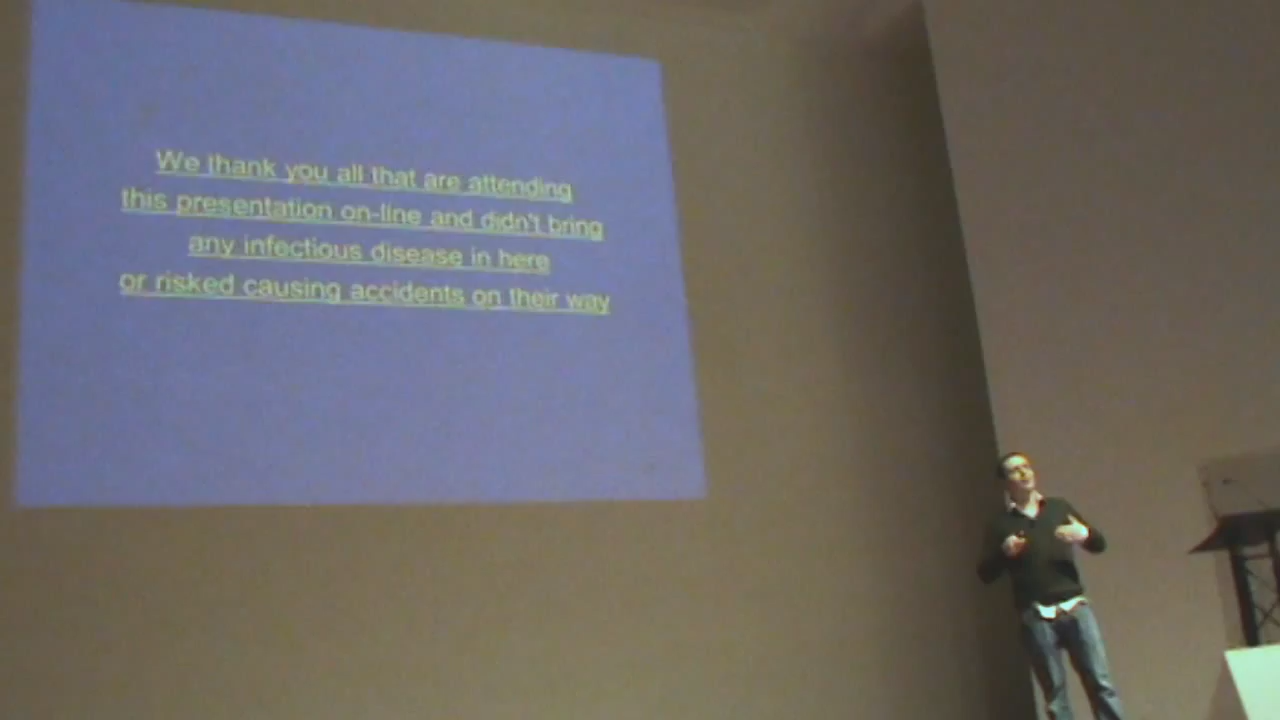 We thank you all that are attending
this presentation on-line and didn't bring
any infectious disease in here
or risked causing accidents on their way